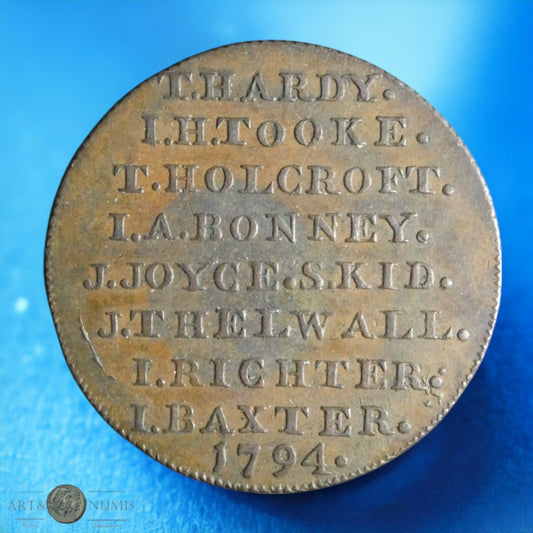 T.HARDY.
I.H.TOOKE.
T.HOLCROFT.
I.A.BONNEY.
J.JOYCE.S.KID.
J.THELWALL.
I.RICHTER.
I.BAXTER.
1794.
ART& NUMIS